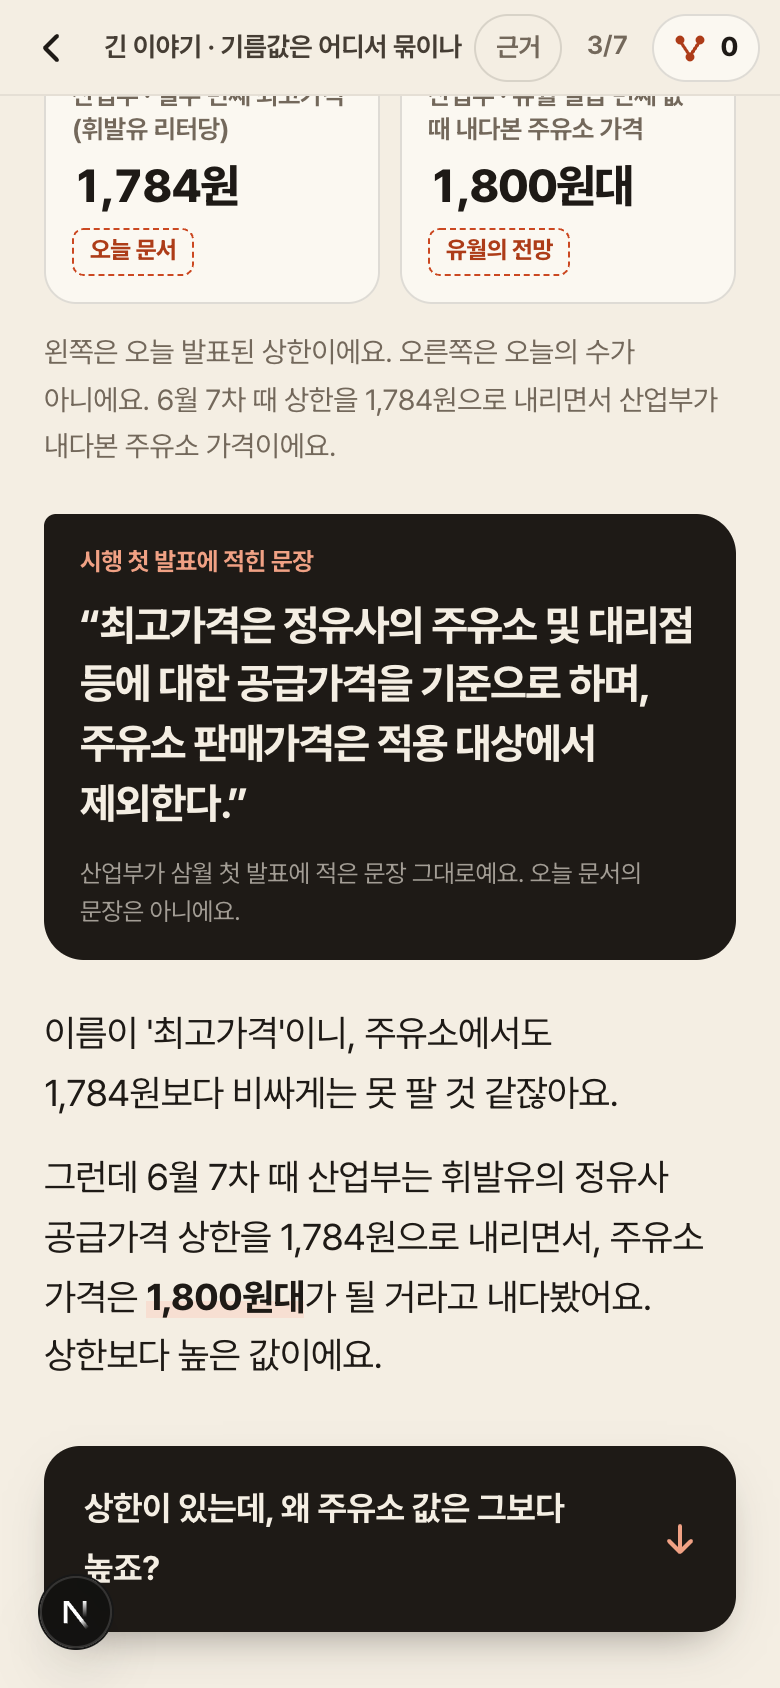 긴 이야기 · 기름값은 어디서 묶이나
근거
3/7
0
(휘발유 리터당)
1,784원
오늘 문서
때 내다본 주유소 가격
1,800원대
유월의 전망
왼쪽은 오늘 발표된 상한이에요. 오른쪽은 오늘의 수가
아니에요. 6월 7차 때 상한을 1,784원으로 내리면서 산업부가
내다본 주유소 가격이에요.
시행 첫 발표에 적힌 문장
“최고가격은 정유사의 주유소 및 대리점
등에 대한 공급가격을 기준으로 하며,
주유소 판매가격은 적용 대상에서
제외한다.”
산업부가 삼월 첫 발표에 적은 문장 그대로예요. 오늘 문서의
문장은 아니에요.
이름이 '최고가격'이니, 주유소에서도
1,784원보다 비싸게는 못 팔 것 같잖아요.
그런데 6월 7차 때 산업부는 휘발유의 정유사
공급가격 상한을 1,784원으로 내리면서, 주유소
가격은 1,800원대가 될 거라고 내다봤어요.
상한보다 높은 값이에요.
상한이 있는데, 왜 주유소 값은 그보다
높죠?
N